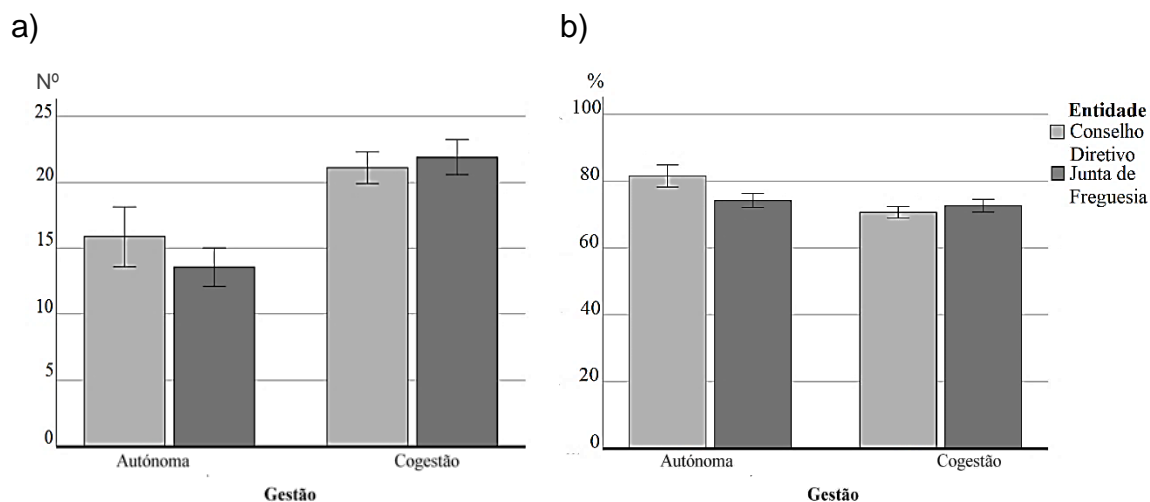 a)
Nº
25
20
15
10
5
0
Autónoma
Cogestão
Gestão
b)
%
100
80
60
40
20
0
Autónoma
Cogestão
Gestão
Entidade
Conselho
Diretivo
Junta de
Freguesia